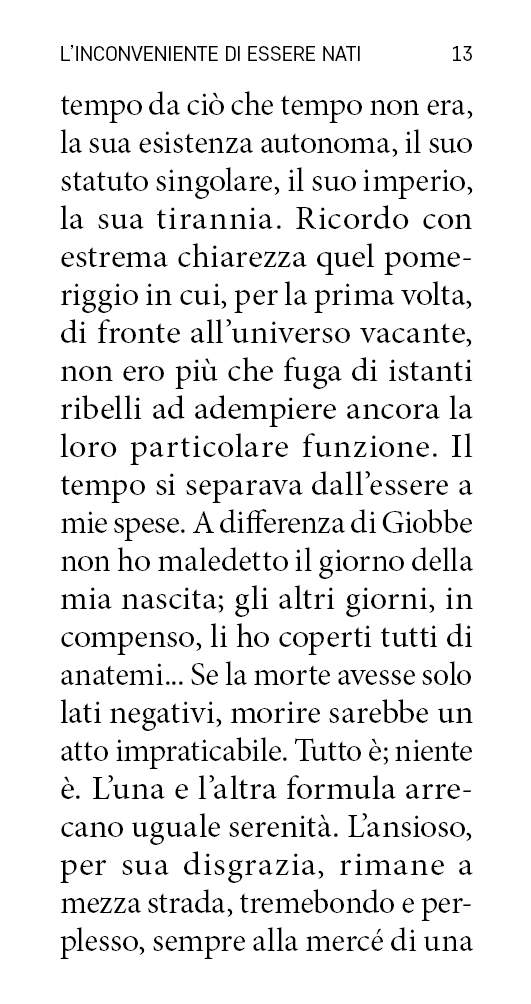 L'INCONVENIENTE DI ESSERE NATI 13
tempo da ciò che tempo non era,
la sua esistenza autonoma, il suo
statuto singolare, il suo imperio,
la sua tirannia. Ricordo con
estrema chiarezza quel pome-
riggio in cui, per la prima volta,
di fronte all'universo vacante,
non ero più che fuga di istanti
ribelli ad adempiere ancora la
loro particolare funzione. Il
tempo si separava dall'essere a
mie spese. A differenza di Giobbe
non ho maledetto il giorno della
mia nascita; gli altri giorni, in
compenso, li ho coperti tutti di
anatemi... Se la morte avesse solo
lati negativi, morire sarebbe un
atto impraticabile. Tutto è; niente
è. L'una e l'altra formula arre-
cano uguale serenità. L'ansioso,
per sua disgrazia, rimane a
mezza strada, tremebondo e per-
plesso, sempre alla mercé di una